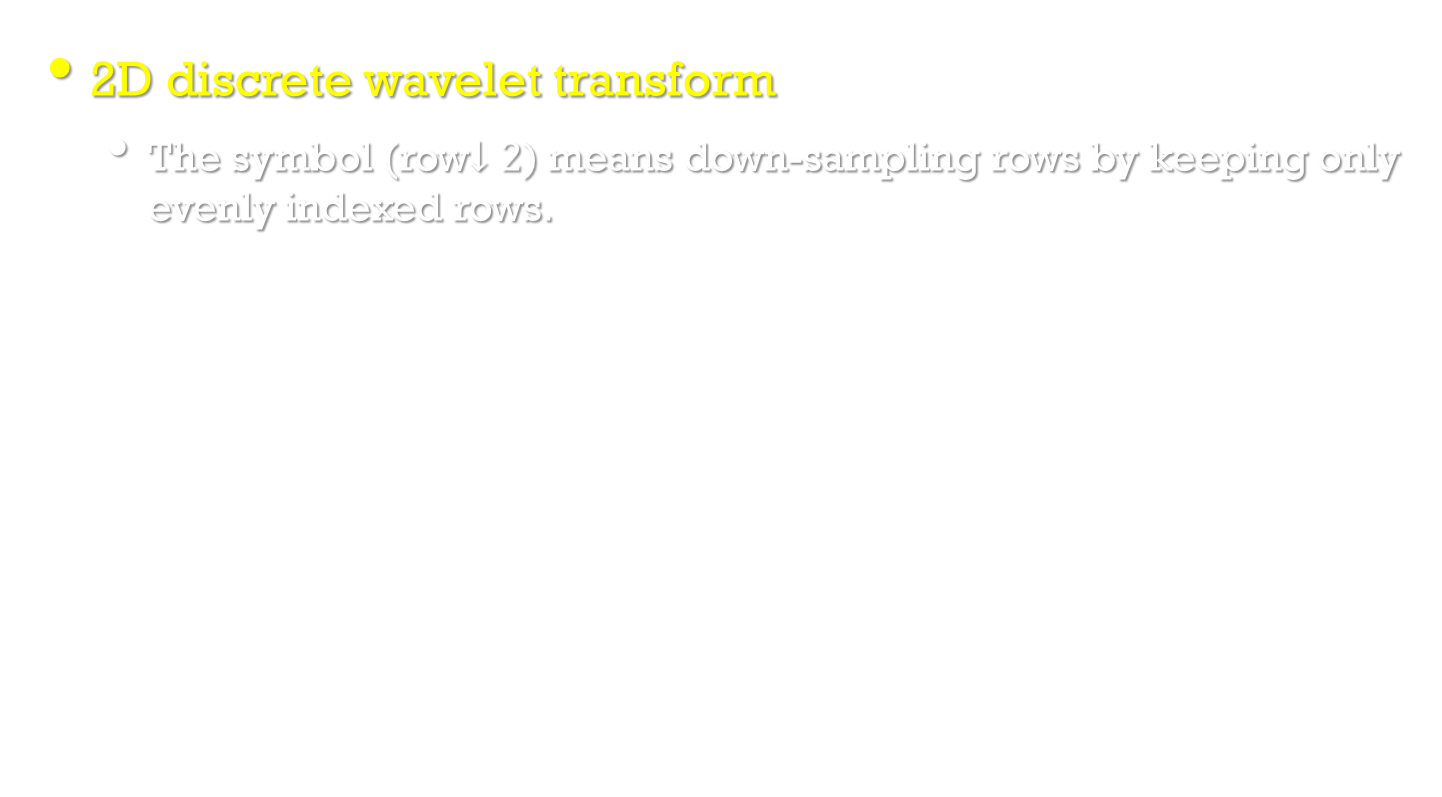 • 2D discrete wavelet transform
• The symbol (row↓ 2) means down-sampling rows by keeping only
evenly indexed rows.